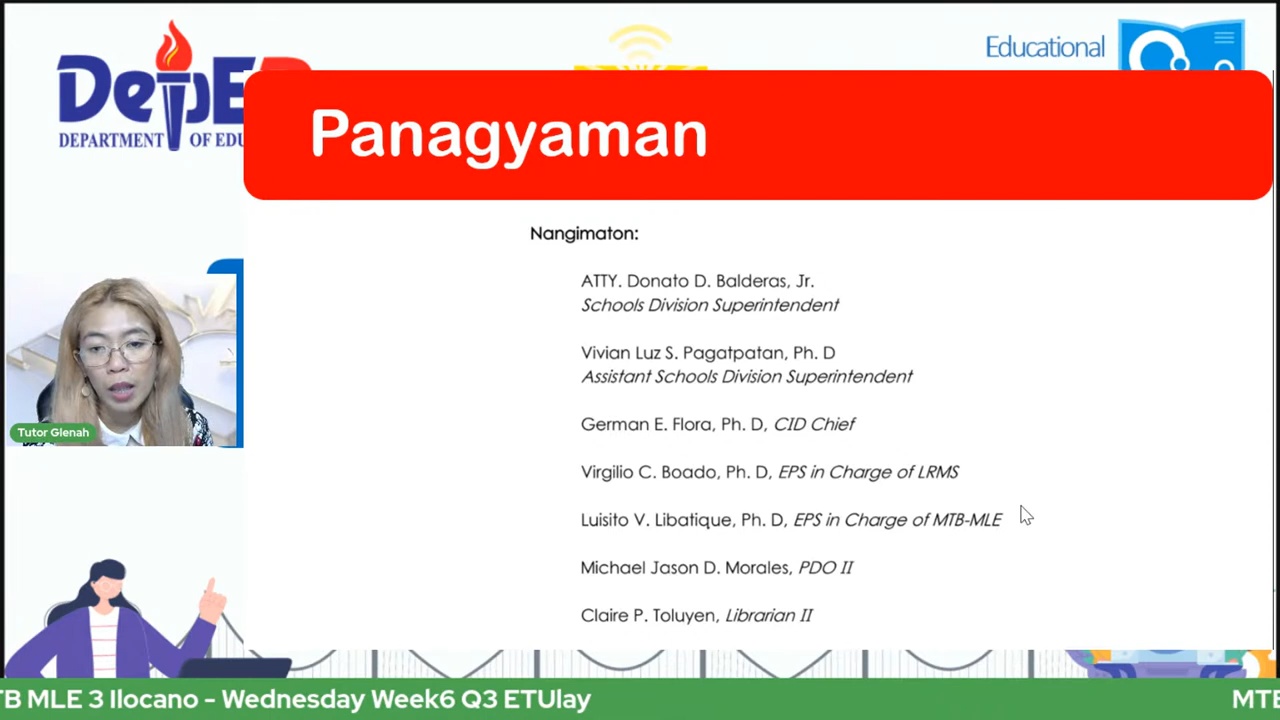 DepE
DEPARTMENT OF EDU
Educational
Panagyaman
Nangimaton:
ATTY. Donato D. Balderas, Jr.
Schools Division Superintendent
Vivian Luz S. Pagatpatan, Ph. D
Assistant Schools Division Superintendent
German E. Flora, Ph. D, CID Chief
Virgilio C. Boado, Ph. D, EPS in Charge of LRMS
Luisito V. Libatique, Ph. D, EPS in Charge of MTB-MLE
Michael Jason D. Morales, PDO II
Claire P. Toluyen, Librarian II
Tutor Glenah
TB MLE 3 Ilocano - Wednesday Week6 Q3 ETUlay
MTB